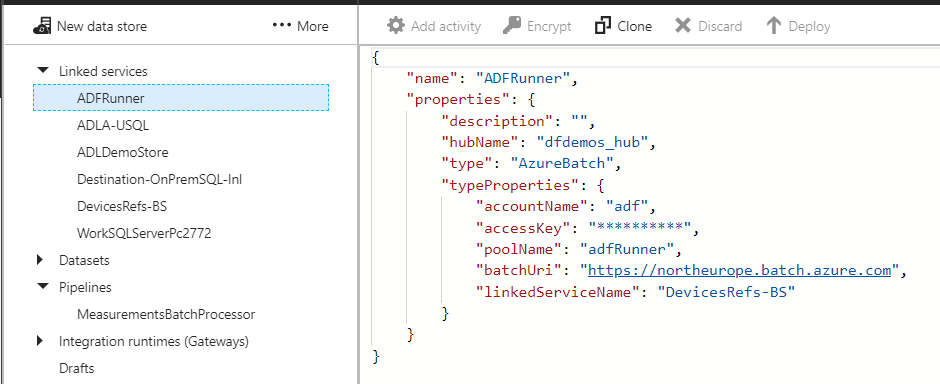 New data store
More
Linked services
ADFRunner
ADLA-USQL
ADLDemoStore
Destination-OnPremSQL-Inl
DevicesRefs-BS
WorkSQLServerPc2772
Datasets
Pipelines
MeasurementsBatchProcessor
Integration runtimes (Gateways)
Drafts
Add activity Encrypt Clone Discard Deploy
{
"name": "ADFRunner",
"properties": {
"description": "",
"hubName": "dfdemos_hub",
"type": "AzureBatch",
"typeProperties": {
"accountName": "adf",
"accessKey": "**********",
"poolName": "adfRunner",
"batchUri": "https://northeurope.batch.azure.com",
"linkedServiceName": "DevicesRefs-BS"
}
}
}